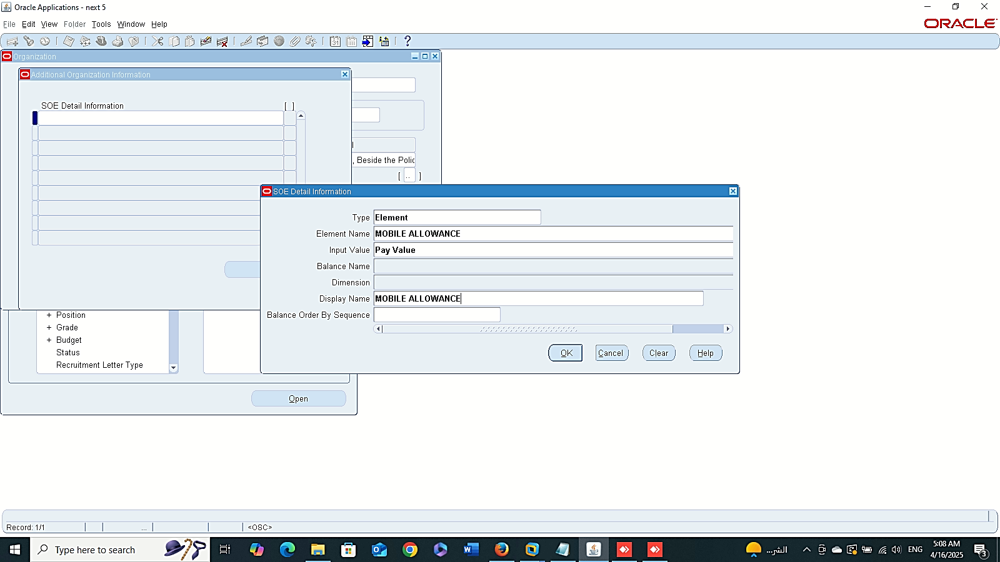 Oracle Applications - next 5
File Edit View Folder Tools Window Help
ORACLE
Organization
Additional Organization Information
SOE Detail Information
[ ]
, Beside the Polic
[ .. ]
SOE Detail Information
Type Element
Element Name MOBILE ALLOWANCE
Input Value Pay Value
Balance Name
Dimension
Display Name MOBILE ALLOWANCE
Balance Order By Sequence
OK Cancel Clear Help
+ Position
+ Grade
+ Budget
Status
Recruitment Letter Type
Open
Record: 1/1 ... <OSC>
Type here to search
الشر... ENG
5:08 AM
4/16/2025
3